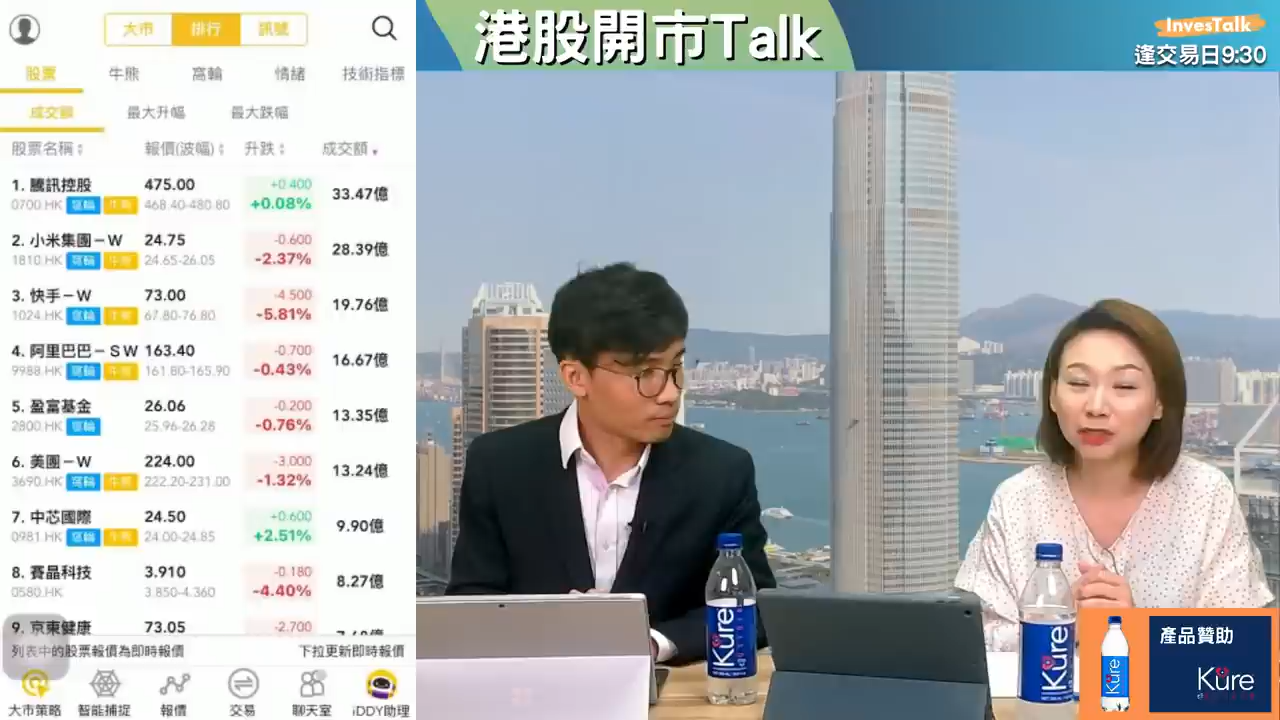 港股開市Talk
InvesTalk
逢交易日9:30
大市 排行 訊號
股票 牛熊 窩輪 情緒 技術指標
成交額 最大升幅 最大跌幅
股票名稱 報價(波幅) 升跌 成交額
1. 騰訊控股 475.00 +0.400 33.47億
0700.HK 窩輪 牛熊 468.40-480.80 +0.08%
2. 小米集團－W 24.75 -0.600 28.39億
1810.HK 窩輪 牛熊 24.65-26.05 -2.37%
3. 快手－W 73.00 -4.500 19.76億
1024.HK 窩輪 牛熊 67.80-76.80 -5.81%
4. 阿里巴巴－ＳＷ 163.40 -0.700 16.67億
9988.HK 窩輪 牛熊 161.80-165.90 -0.43%
5. 盈富基金 26.06 -0.200 13.35億
2800.HK 窩輪 25.96-26.28 -0.76%
6. 美團－W 224.00 -3.000 13.24億
3690.HK 窩輪 牛熊 222.20-231.00 -1.32%
7. 中芯國際 24.50 +0.600 9.90億
0981.HK 窩輪 牛熊 24.00-24.85 +2.51%
8. 賽晶科技 3.910 -0.180 8.27億
0580.HK 3.850-4.360 -4.40%
9. 京東健康 73.05 -2.700
列表中的股票報價為即時報價 下拉更新即時報價
大市策略 智能捕捉 報價 交易 聊天室 iDDY助理
Kure
Kure
Kure
產品贊助
Kure